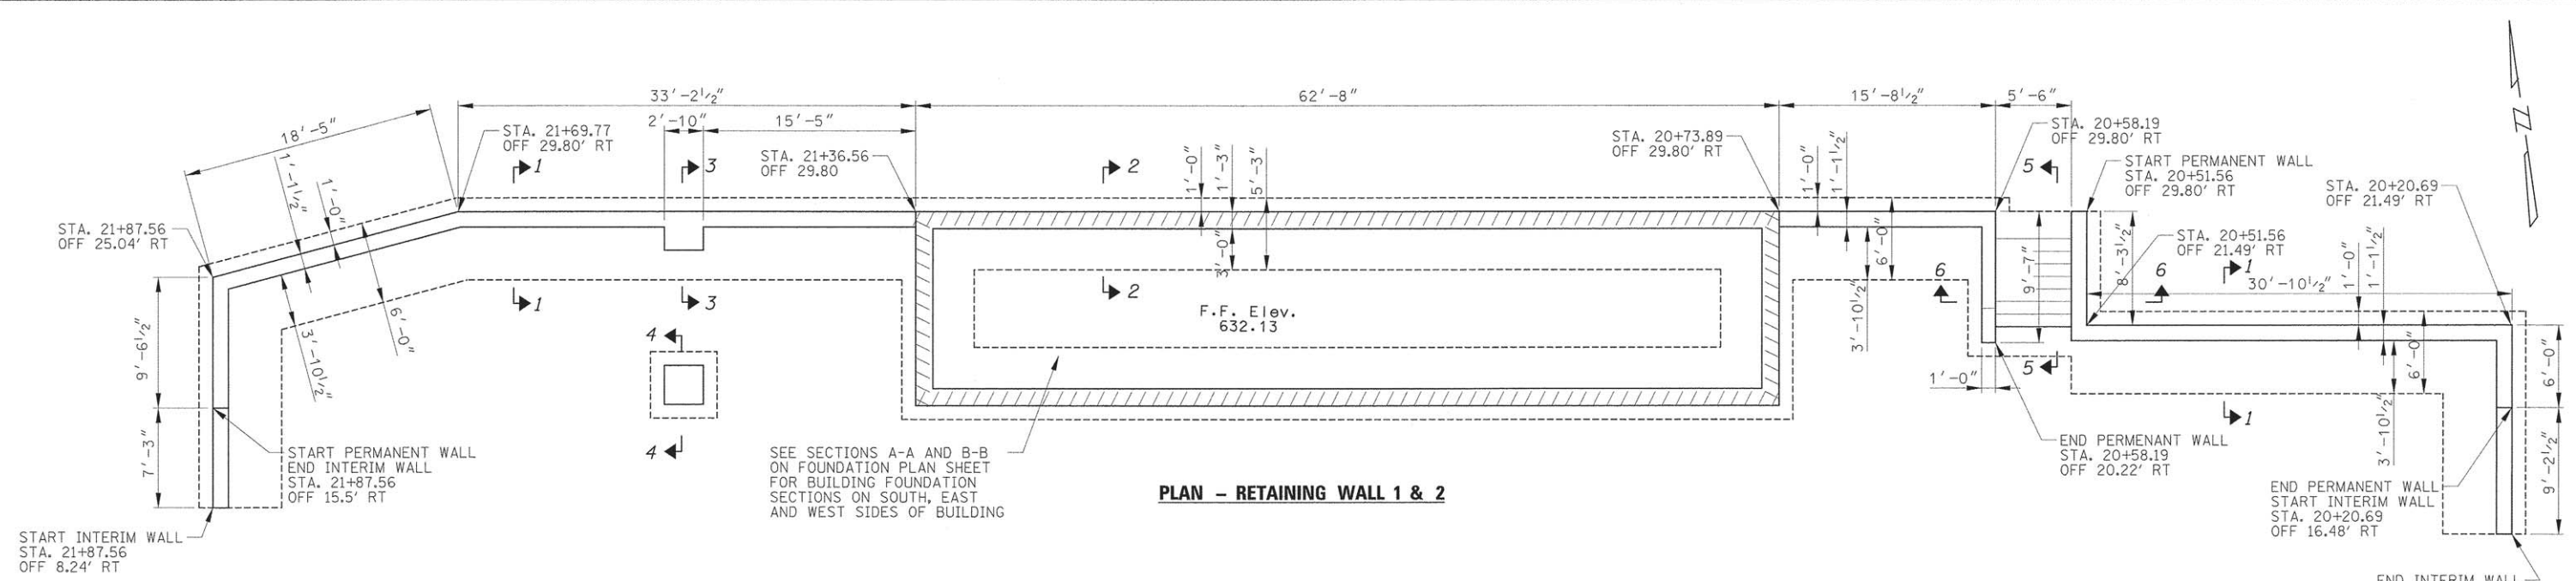 33'-2½"
62'-8"
15'-8½"
5'-6"
18'-5"
2'-10"
15'-5"
STA. 21+69.77
OFF 29.80' RT
STA. 21+36.56
OFF 29.80
STA. 20+73.89
OFF 29.80' RT
STA. 20+58.19
OFF 29.80' RT
START PERMANENT WALL
STA. 20+51.56
OFF 29.80' RT
STA. 20+20.69
OFF 21.49' RT
1
3
2
5
1'-1½"
1'-0"
1'-0"
1'-3"
5'-3"
1'-0"
1'-1½"
STA. 21+87.56
OFF 25.04' RT
3'-0"
6'-0"
9'-7"
8'-3½"
STA. 20+51.56
OFF 21.49' RT
6
6
1
30'-10½"
1'-0"
1'-1½"
1
3
2
F.F. Elev.
632.13
6'-0"
3'-10½"
3'-10½"
9'-6½"
4
5
1'-0"
6'-0"
6'-0"
7'-3"
START PERMANENT WALL
END INTERIM WALL
STA. 21+87.56
OFF 15.5' RT
4
SEE SECTIONS A-A AND B-B
ON FOUNDATION PLAN SHEET
FOR BUILDING FOUNDATION
SECTIONS ON SOUTH, EAST
AND WEST SIDES OF BUILDING
PLAN - RETAINING WALL 1 & 2
END PERMENANT WALL
STA. 20+58.19
OFF 20.22' RT
1
3'-10½"
9'-2½"
END PERMANENT WALL
START INTERIM WALL
STA. 20+20.69
OFF 16.48' RT
START INTERIM WALL
STA. 21+87.56
OFF 8.24' RT
END INTERIM WALL